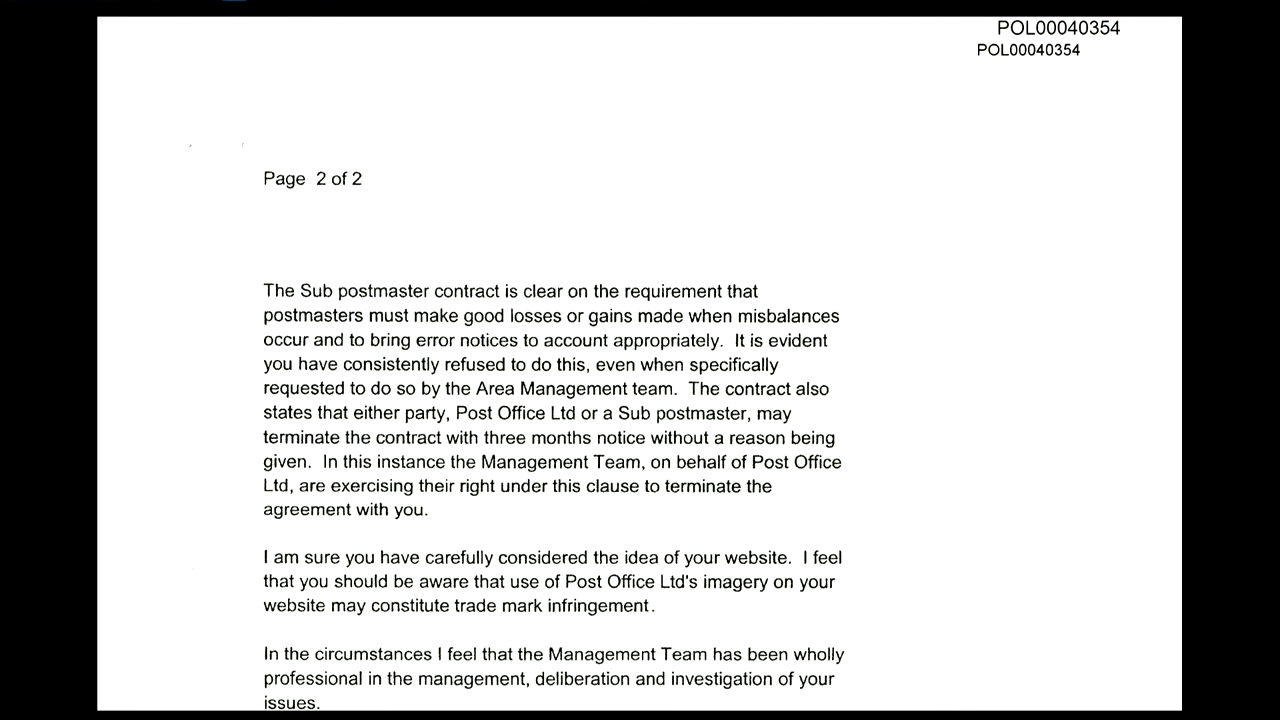 POL00040354
POL00040354
Page 2 of 2
The Sub postmaster contract is clear on the requirement that
postmasters must make good losses or gains made when misbalances
occur and to bring error notices to account appropriately. It is evident
you have consistently refused to do this, even when specifically
requested to do so by the Area Management team. The contract also
states that either party, Post Office Ltd or a Sub postmaster, may
terminate the contract with three months notice without a reason being
given. In this instance the Management Team, on behalf of Post Office
Ltd, are exercising their right under this clause to terminate the
agreement with you.
I am sure you have carefully considered the idea of your website. I feel
that you should be aware that use of Post Office Ltd's imagery on your
website may constitute trade mark infringement.
In the circumstances I feel that the Management Team has been wholly
professional in the management, deliberation and investigation of your
issues.